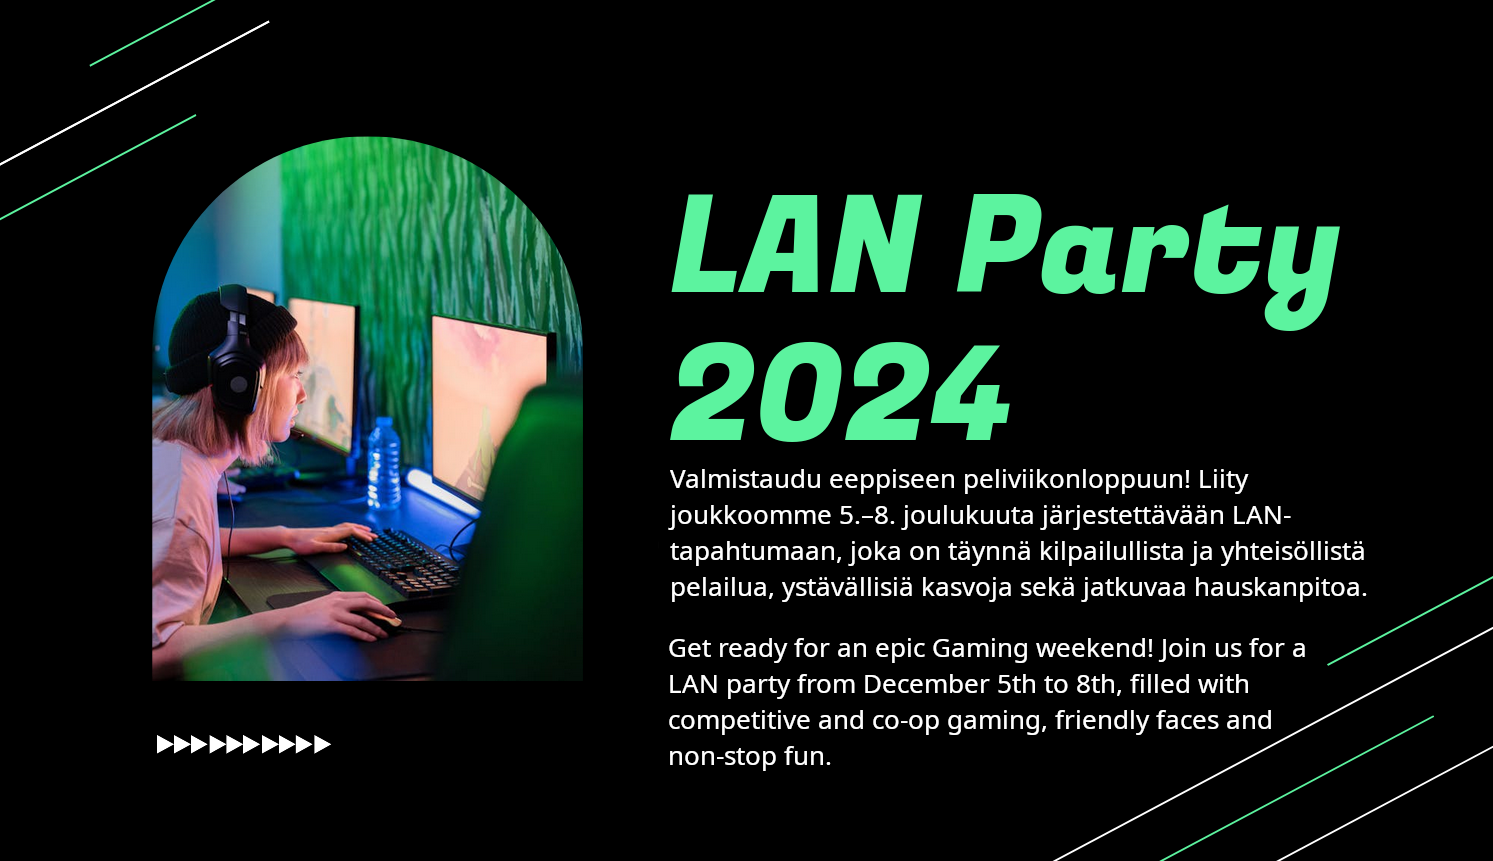 LAN Party
2024
Valmistaudu eeppiseen peliviikonloppuun! Liity
joukkoomme 5.–8. joulukuuta järjestettävään LAN-
tapahtumaan, joka on täynnä kilpailullista ja yhteisöllistä
pelailua, ystävällisiä kasvoja sekä jatkuvaa hauskanpitoa.
Get ready for an epic Gaming weekend! Join us for a
LAN party from December 5th to 8th, filled with
competitive and co-op gaming, friendly faces and
non-stop fun.